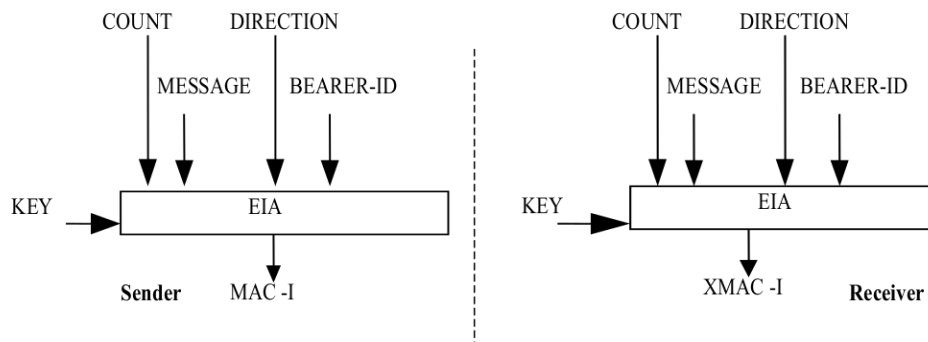 COUNT DIRECTION
MESSAGE BEARER-ID
KEY EIA
Sender MAC -I
COUNT DIRECTION
MESSAGE BEARER-ID
KEY EIA
XMAC -I Receiver